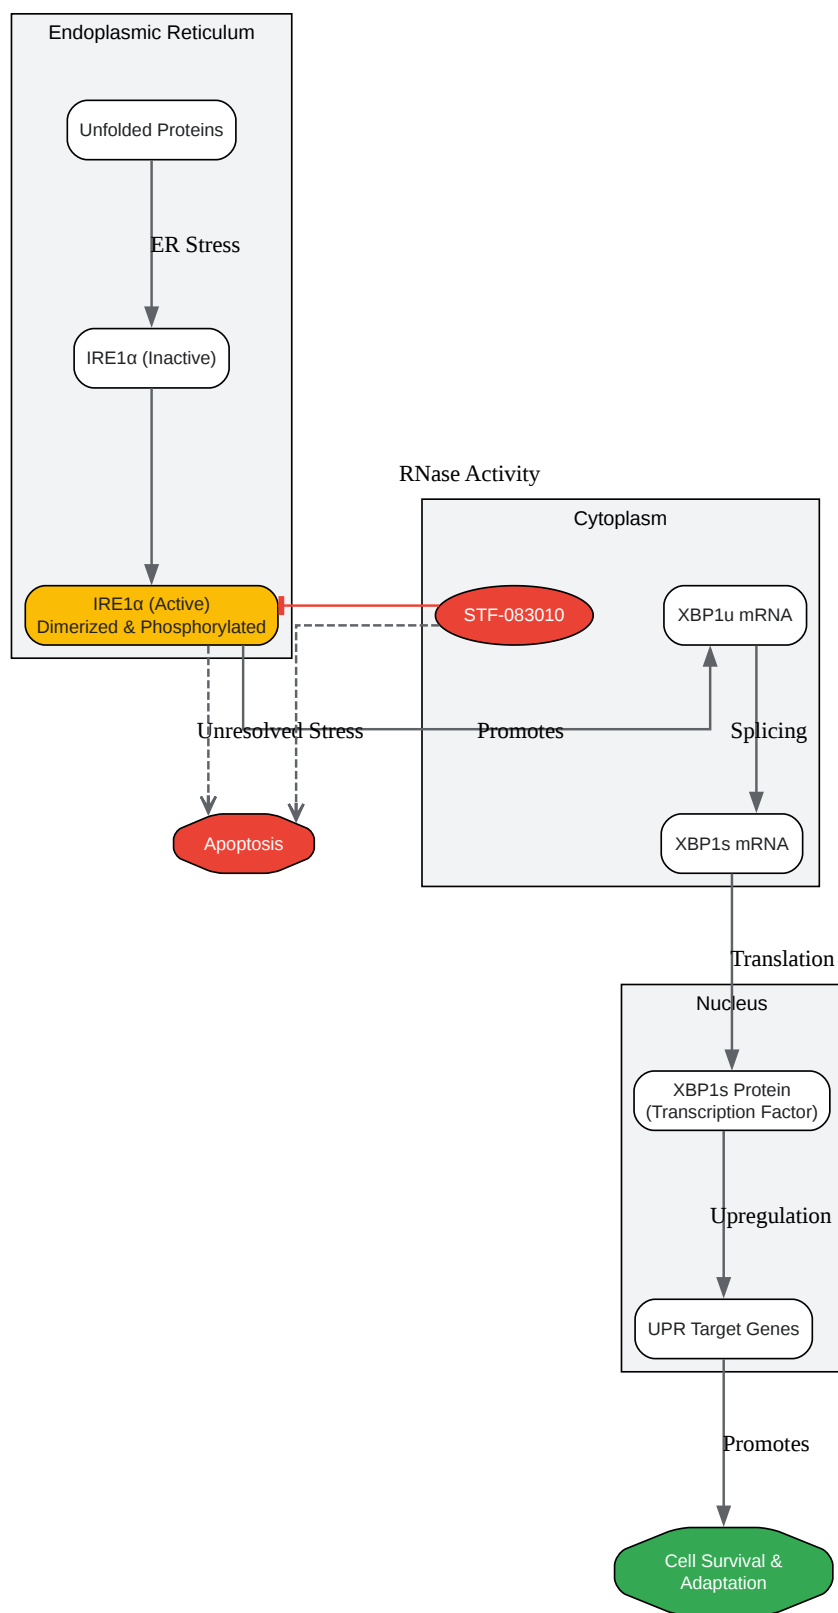 Endoplasmic Reticulum
Unfolded Proteins
ER Stress
IRE1α (Inactive)
RNase Activity
Cytoplasm
IRE1α (Active)
Dimerized & Phosphorylated
STF-083010
XBP1u mRNA
Unresolved Stress
Promotes
Splicing
Apoptosis
XBP1s mRNA
Translation
Nucleus
XBP1s Protein
(Transcription Factor)
Upregulation
UPR Target Genes
Promotes
Cell Survival &
Adaptation